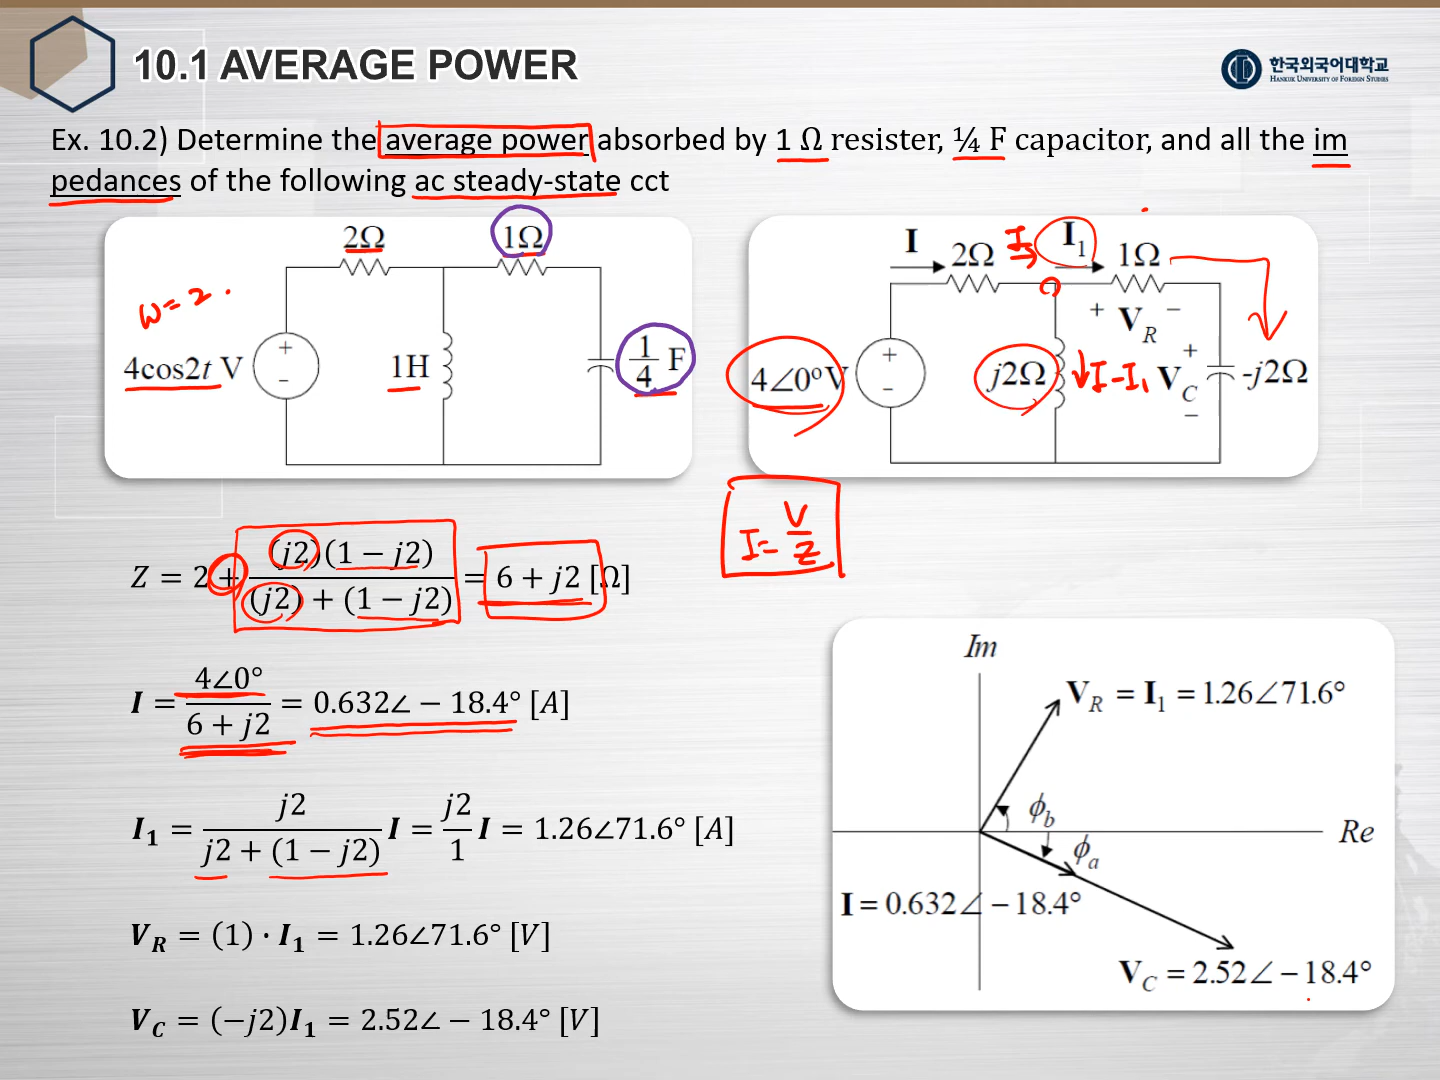 10.1 AVERAGE POWER
한국외국어대학교
HANKUK UNIVERSITY OF FOREIGN STUDIES
Ex. 10.2) Determine the average power absorbed by 1 Ω resister, ¼ F capacitor, and all the im
pedances of the following ac steady-state cct
2Ω
1Ω
ω=2
4cos2t V
+
-
1H
1/4 F
I
2Ω
I
I₁
1Ω
+ V_R −
4∠0°V
+
-
j2Ω
I-I₁
+
V_C
−
-j2Ω
I = V/Z
Z = 2 + (j2)(1 − j2) / ((j2) + (1 − j2)) = 6 + j2 [Ω]
I = 4∠0° / (6 + j2) = 0.632∠ − 18.4° [A]
I₁ = j2 / (j2 + (1 − j2)) I = j2/1 I = 1.26∠71.6° [A]
V_R = (1) · I₁ = 1.26∠71.6° [V]
V_C = (−j2)I₁ = 2.52∠ − 18.4° [V]
Im
V_R = I₁ = 1.26∠71.6°
ϕ_b
Re
ϕ_a
I = 0.632∠ − 18.4°
V_C = 2.52∠ − 18.4°